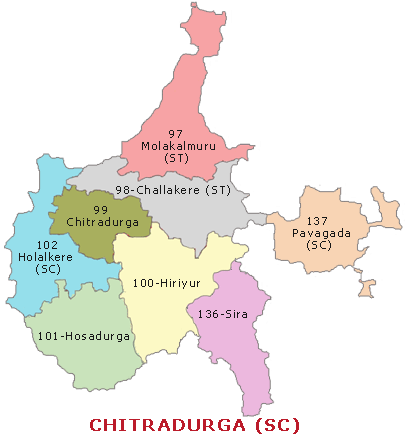 97
Molakalmuru
(ST)
98-Challakere (ST)
99
Chitradurga
137
Pavagada
(SC)
102
Holalkere
(SC)
100-Hiriyur
136-Sira
101-Hosadurga
CHITRADURGA (SC)